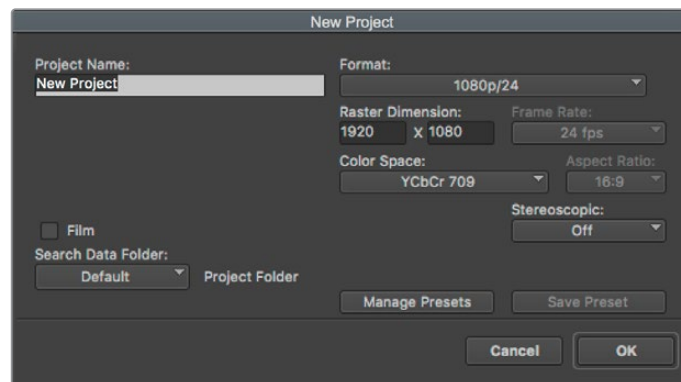 New Project
Project Name:
New Project
Format:
1080p/24
Raster Dimension:
Frame Rate:
1920 X 1080
24 fps
Color Space:
Aspect Ratio:
YCbCr 709
16:9
Stereoscopic:
Off
Film
Search Data Folder:
Default
Project Folder
Manage Presets
Save Preset
Cancel
OK